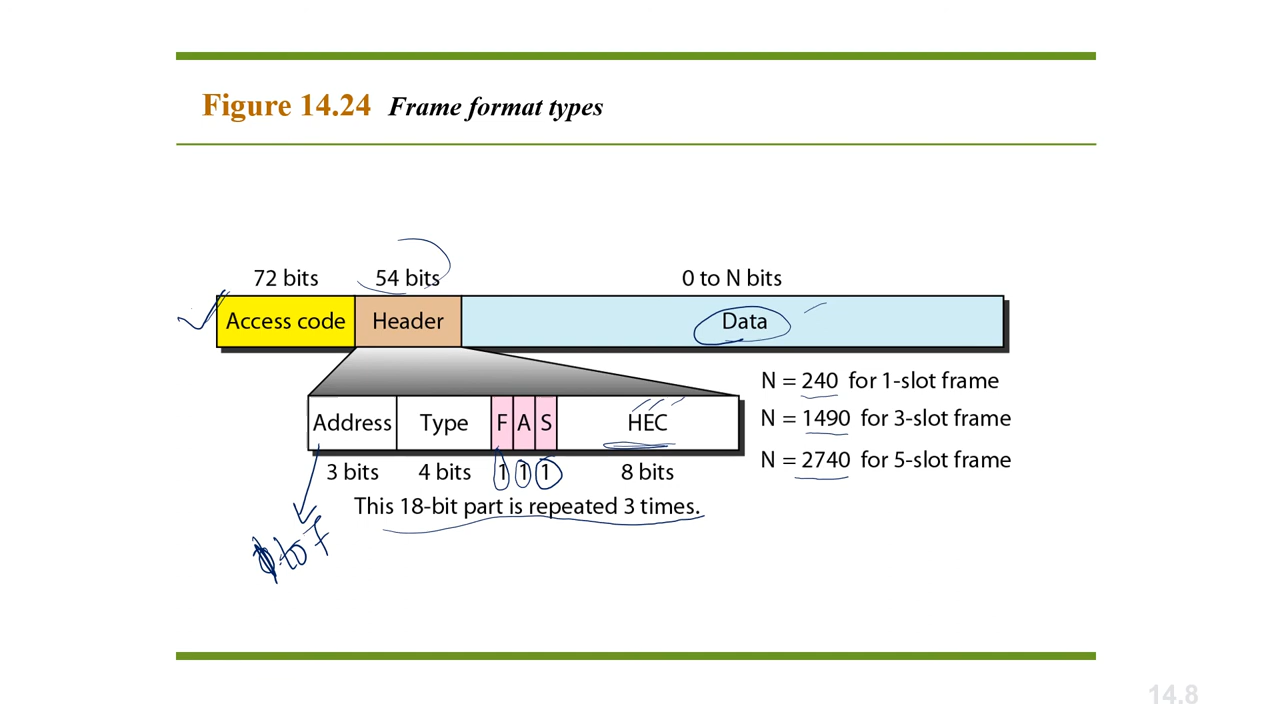 Figure 14.24 Frame format types
72 bits 54 bits 0 to N bits
Access code Header Data
N = 240 for 1-slot frame
N = 1490 for 3-slot frame
N = 2740 for 5-slot frame
Address Type F A S HEC
3 bits 4 bits 1 1 1 8 bits
This 18-bit part is repeated 3 times.
to 7
14.8